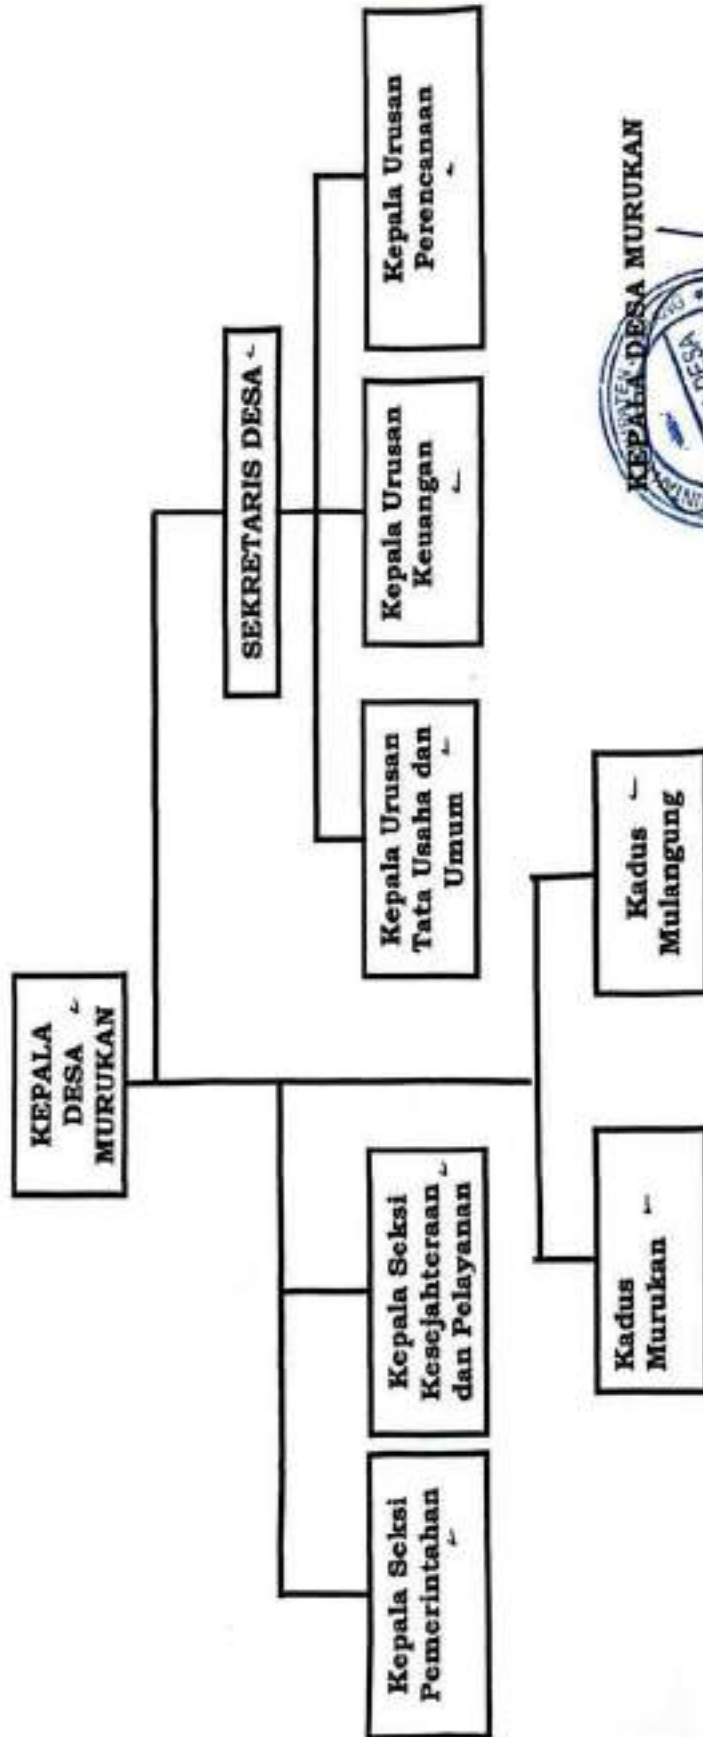 KEPALA
DESA
MURUKAN
SEKRETARIS DESA
Kepala Seksi
Pemerintahan
Kepala Seksi
Kesejahteraan
dan Pelayanan
Kepala Urusan
Tata Usaha dan
Umum
Kepala Urusan
Keuangan
Kepala Urusan
Perencanaan
Kadus
Murukan
Kadus
Mulangung
KEPALA DESA MURUKAN
DESA